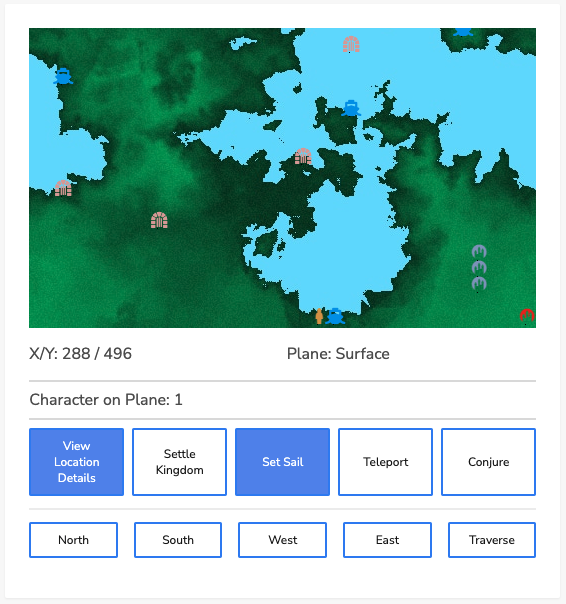 X/Y: 288 / 496
Plane: Surface
Character on Plane: 1
View
Location
Details
Settle
Kingdom
Set Sail
Teleport
Conjure
North
South
West
East
Traverse